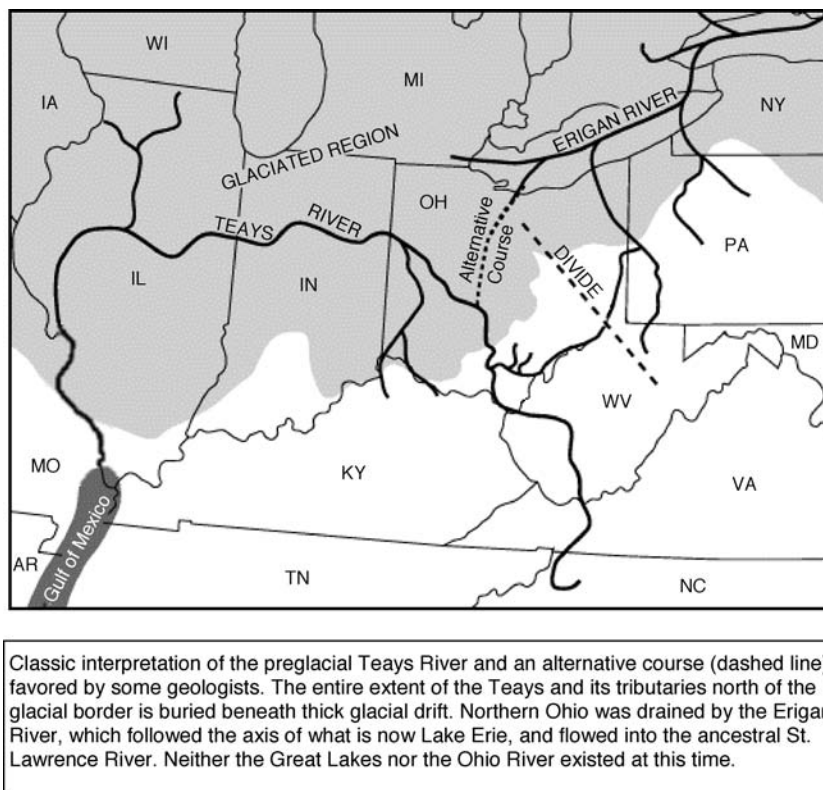 WI
MI
IA
NY
GLACIATED REGION
ERIGAN RIVER
OH
TEAYS RIVER
Alternative
Course
DIVIDE
PA
IL
IN
MD
WV
MO
KY
VA
Gulf of Mexico
AR
TN
NC
Classic interpretation of the preglacial Teays River and an alternative course (dashed line)
favored by some geologists. The entire extent of the Teays and its tributaries north of the
glacial border is buried beneath thick glacial drift. Northern Ohio was drained by the Erigan
River, which followed the axis of what is now Lake Erie, and flowed into the ancestral St.
Lawrence River. Neither the Great Lakes nor the Ohio River existed at this time.